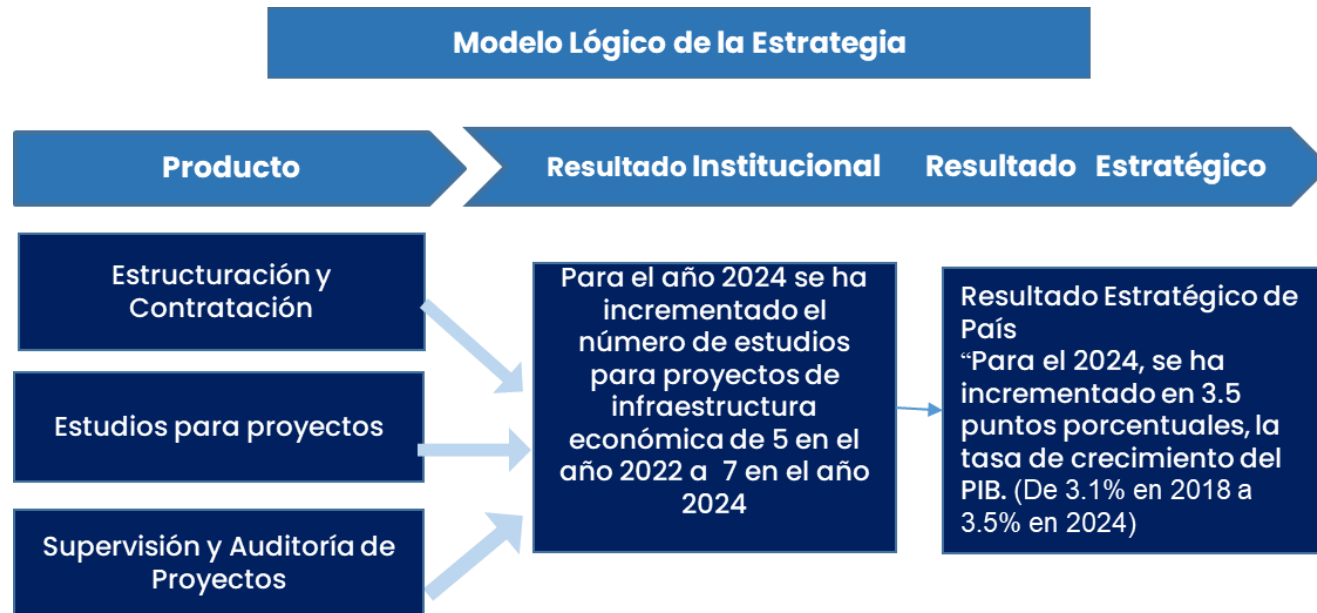 Modelo Lógico de la Estrategia
Producto
Resultado Institucional
Resultado Estratégico
Estructuración y
Contratación
Estudios para proyectos
Supervisión y Auditoría de
Proyectos
Para el año 2024 se ha
incrementado el
número de estudios
para proyectos de
infraestructura
económica de 5 en el
año 2022 a 7 en el año
2024
Resultado Estratégico de
País
“Para el 2024, se ha
incrementado en 3.5
puntos porcentuales, la
tasa de crecimiento del
PIB. (De 3.1% en 2018 a
3.5% en 2024)